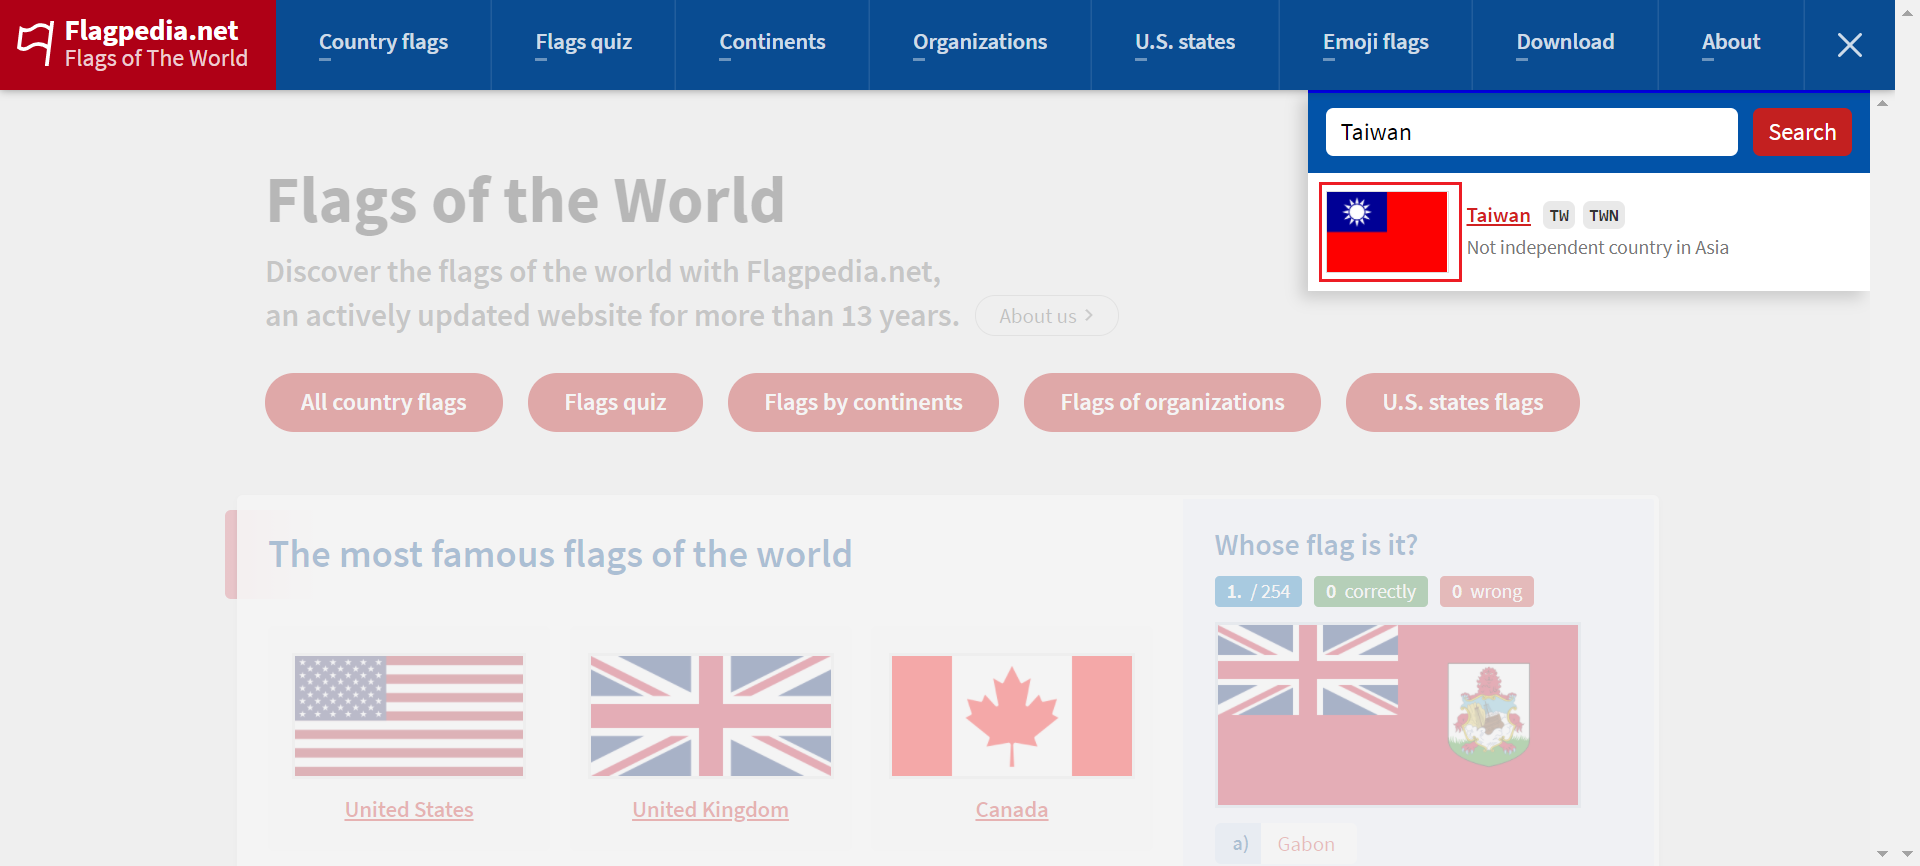 Flagpedia.net
Flags of The World
Country flags
Flags quiz
Continents
Organizations
U.S. states
Emoji flags
Download
About
Taiwan
Search
Taiwan TW TWN
Not independent country in Asia
Flags of the World
Discover the flags of the world with Flagpedia.net,
an actively updated website for more than 13 years.
About us
All country flags
Flags quiz
Flags by continents
Flags of organizations
U.S. states flags
The most famous flags of the world
United States
United Kingdom
Canada
Whose flag is it?
1. / 254
0 correctly
0 wrong
a) Gabon